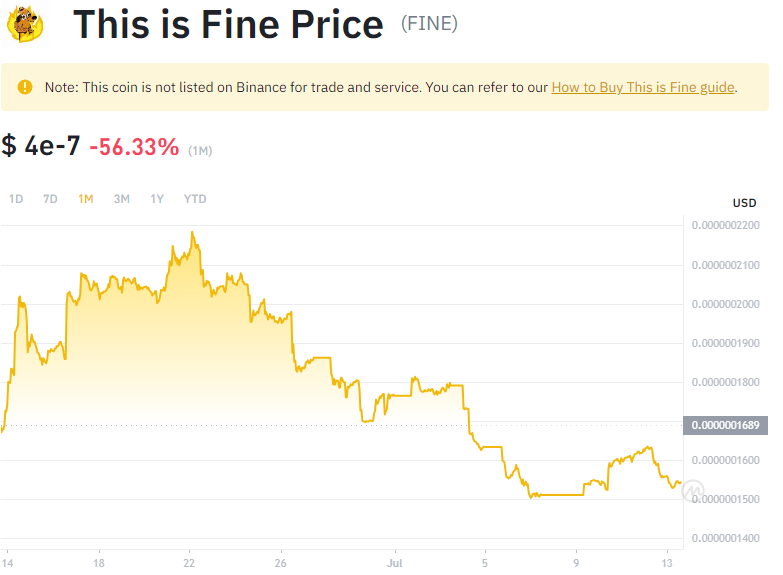 This is Fine Price (FINE)
Note: This coin is not listed on Binance for trade and service. You can refer to our How to Buy This is Fine guide.
$ 4e-7 -56.33% (1M)
1D 7D 1M 3M 1Y YTD
USD
0.0000002200
0.0000002100
0.0000002000
0.0000001900
0.0000001800
0.0000001689
0.0000001600
0.0000001500
0.0000001400
14 18 22 26 Jul 5 9 13